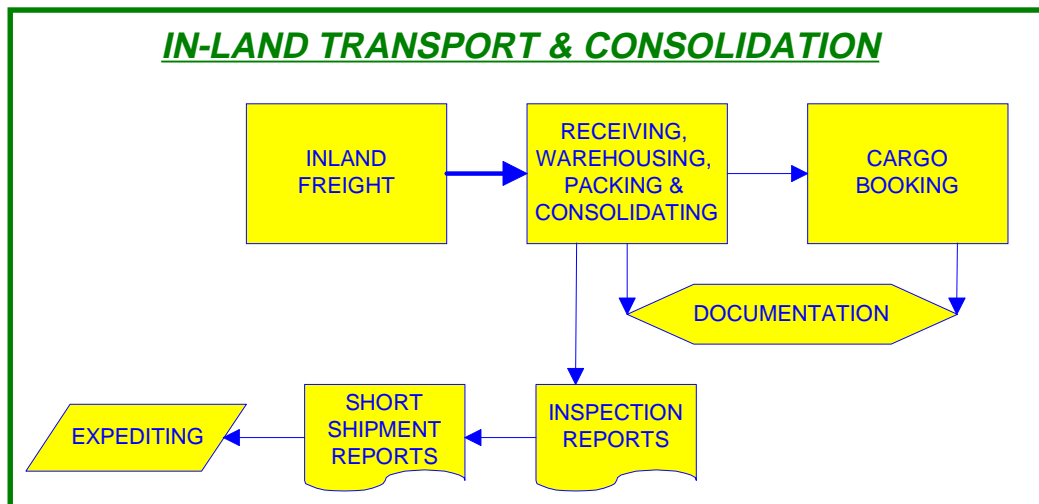 IN-LAND TRANSPORT & CONSOLIDATION
INLAND
FREIGHT
RECEIVING,
WAREHOUSING,
PACKING &
CONSOLIDATING
CARGO
BOOKING
DOCUMENTATION
EXPEDITING
SHORT
SHIPMENT
REPORTS
INSPECTION
REPORTS